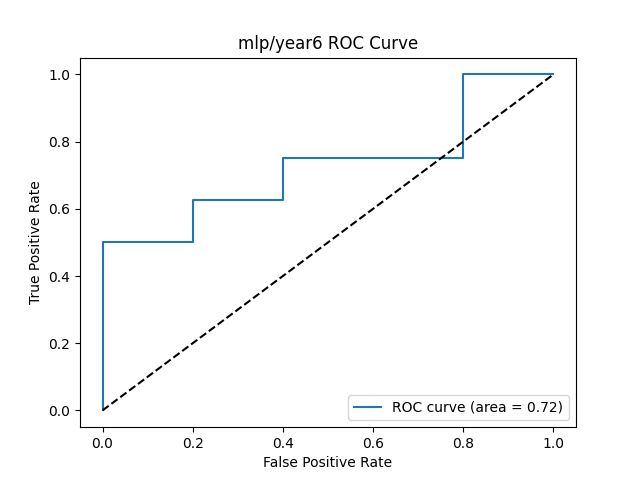 mlp/year6 ROC Curve
True Positive Rate
1.0
0.8
0.6
0.4
0.2
0.0
ROC curve (area = 0.72)
0.0 0.2 0.4 0.6 0.8 1.0
False Positive Rate